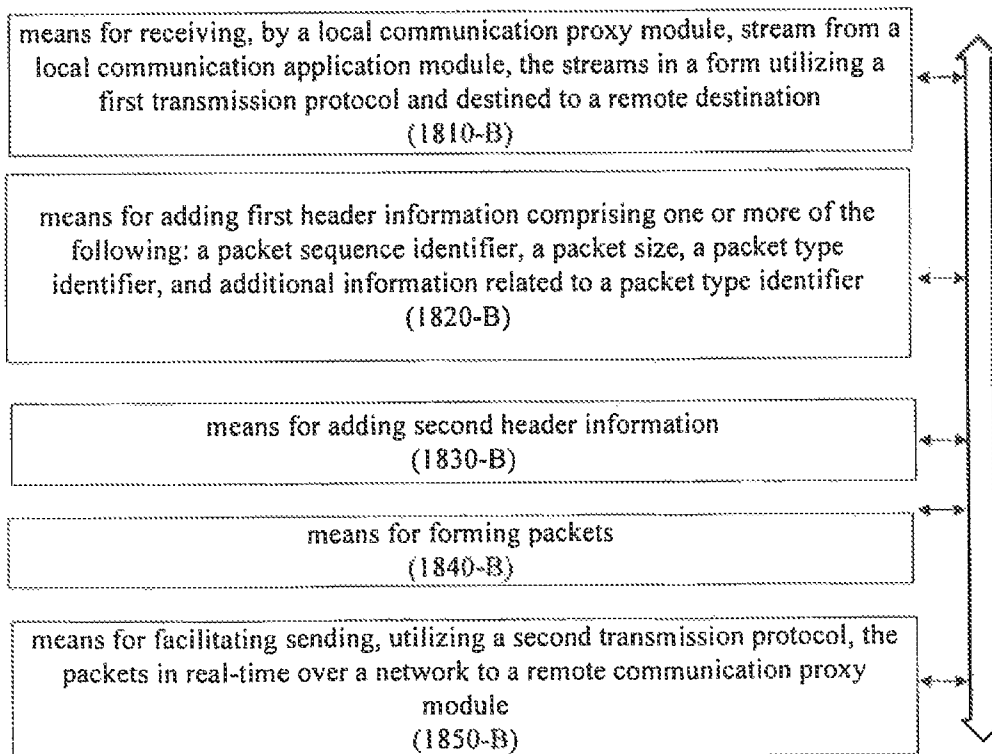 means for receiving, by a local communication proxy module, stream from a
local communication application module, the streams in a form utilizing a
first transmission protocol and destined to a remote destination
(1810-B)
means for adding first header information comprising one or more of the
following: a packet sequence identifier, a packet size, a packet type
identifier, and additional information related to a packet type identifier
(1820-B)
means for adding second header information
(1830-B)
means for forming packets
(1840-B)
means for facilitating sending, utilizing a second transmission protocol, the
packets in real-time over a network to a remote communication proxy
module
(1850-B)